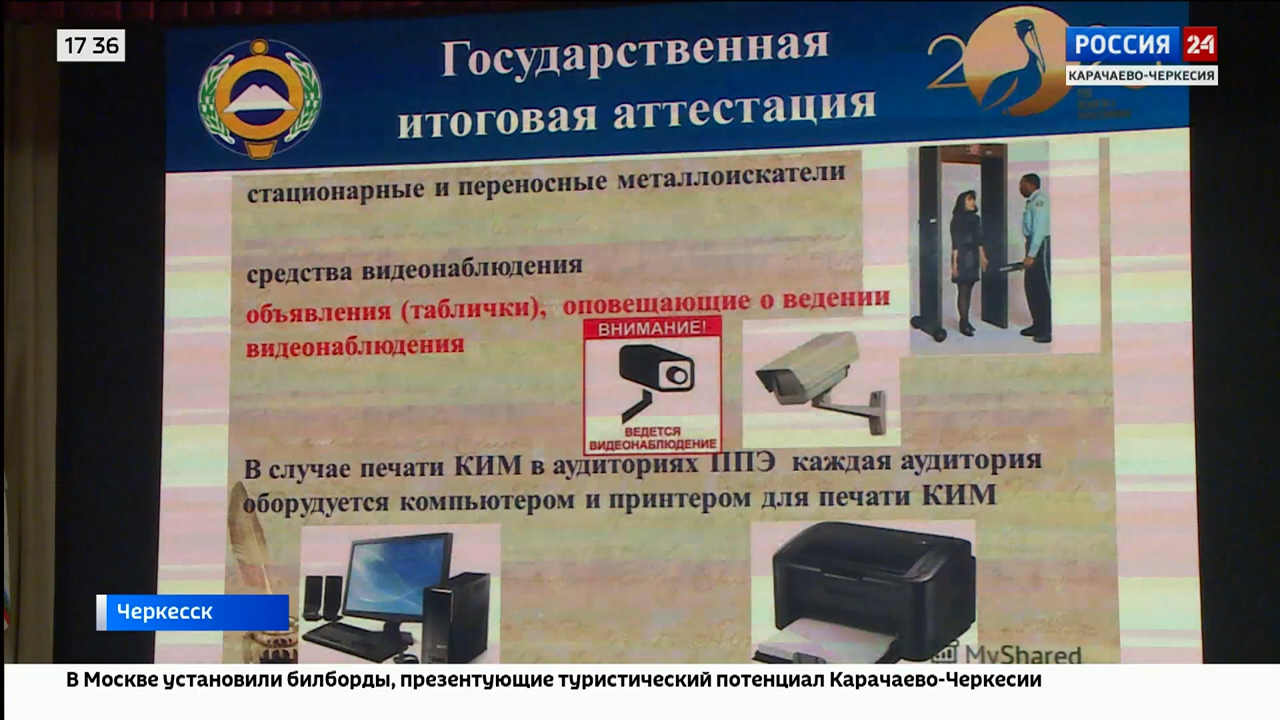 17 36
Государственная
итоговая аттестация
2
РОССИЯ 24
КАРАЧАЕВО-ЧЕРКЕСИЯ
стационарные и переносные металлоискатели
средства видеонаблюдения
объявления (таблички), оповещающие о ведении
видеонаблюдения
ВНИМАНИЕ!
ВЕДЕТСЯ
ВИДЕОНАБЛЮДЕНИЕ
В случае печати КИМ в аудиториях ППЭ каждая аудитория
оборудуется компьютером и принтером для печати КИМ
Черкесск
MyShared
В Москве установили билборды, презентующие туристический потенциал Карачаево-Черкесии